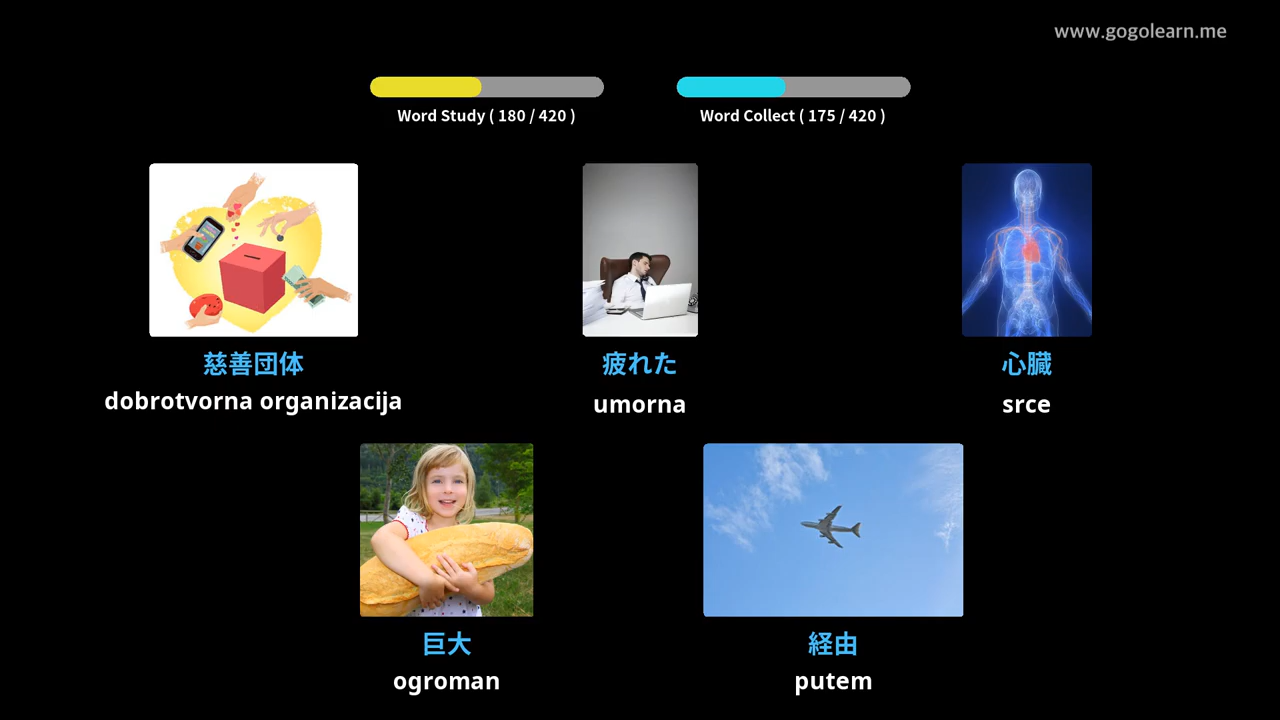 www.gogolearn.me
Word Study ( 180 / 420 )
Word Collect ( 175 / 420 )
慈善団体
dobrotvorna organizacija
疲れた
umorna
心臓
srce
巨大
ogroman
経由
putem